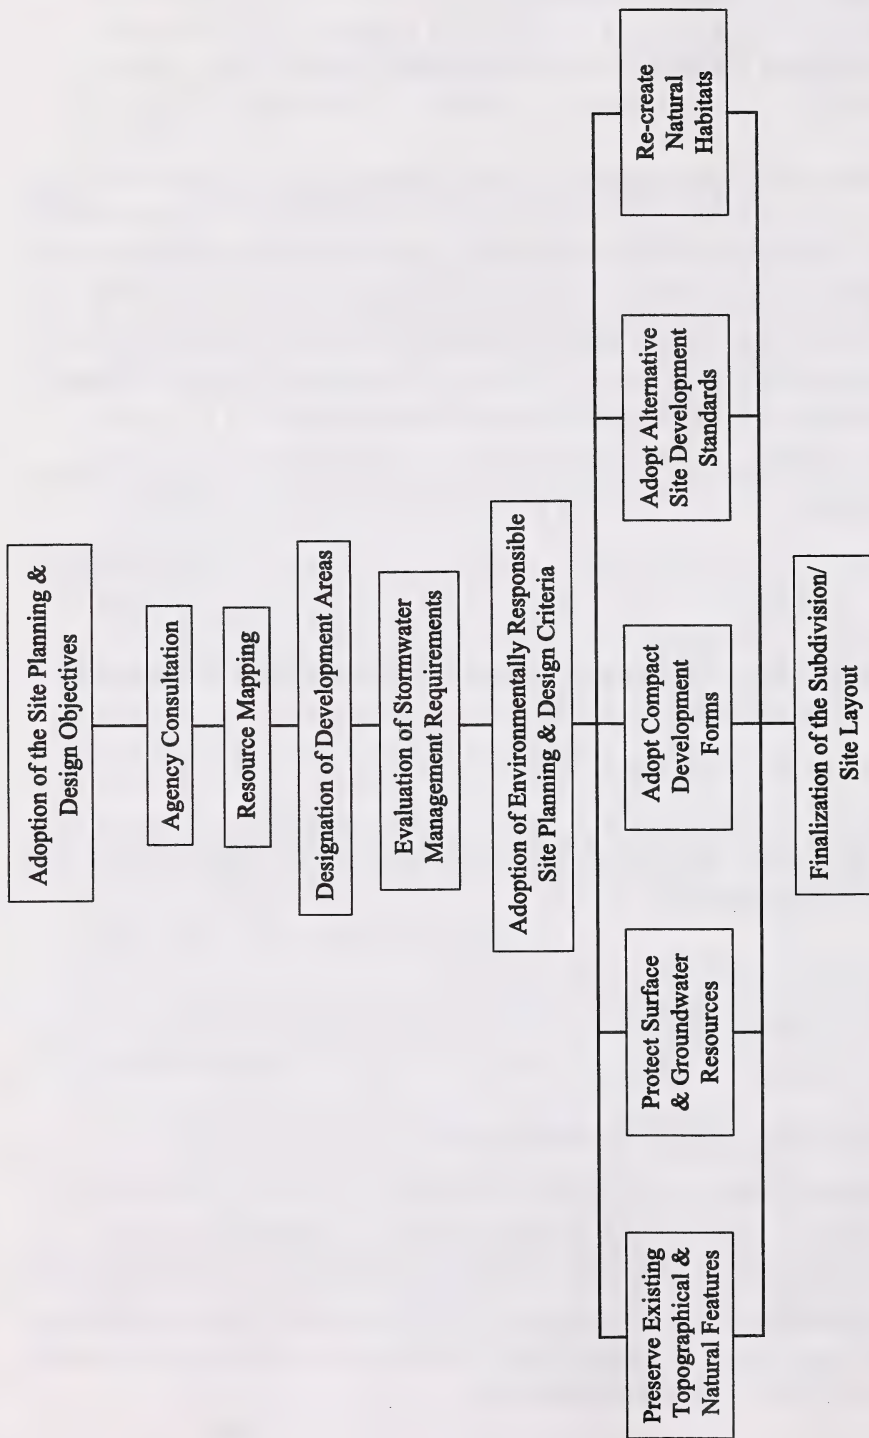 Adoption of the Site Planning &
Design Objectives
Agency Consultation
Resource Mapping
Designation of Development Areas
Evaluation of Stormwater
Management Requirements
Adoption of Environmentally Responsible
Site Planning & Design Criteria
Preserve Existing
Topographical &
Natural Features
Protect Surface
& Groundwater
Resources
Adopt Compact
Development
Forms
Adopt Alternative
Site Development
Standards
Re-create
Natural
Habitats
Finalization of the Subdivision/
Site Layout